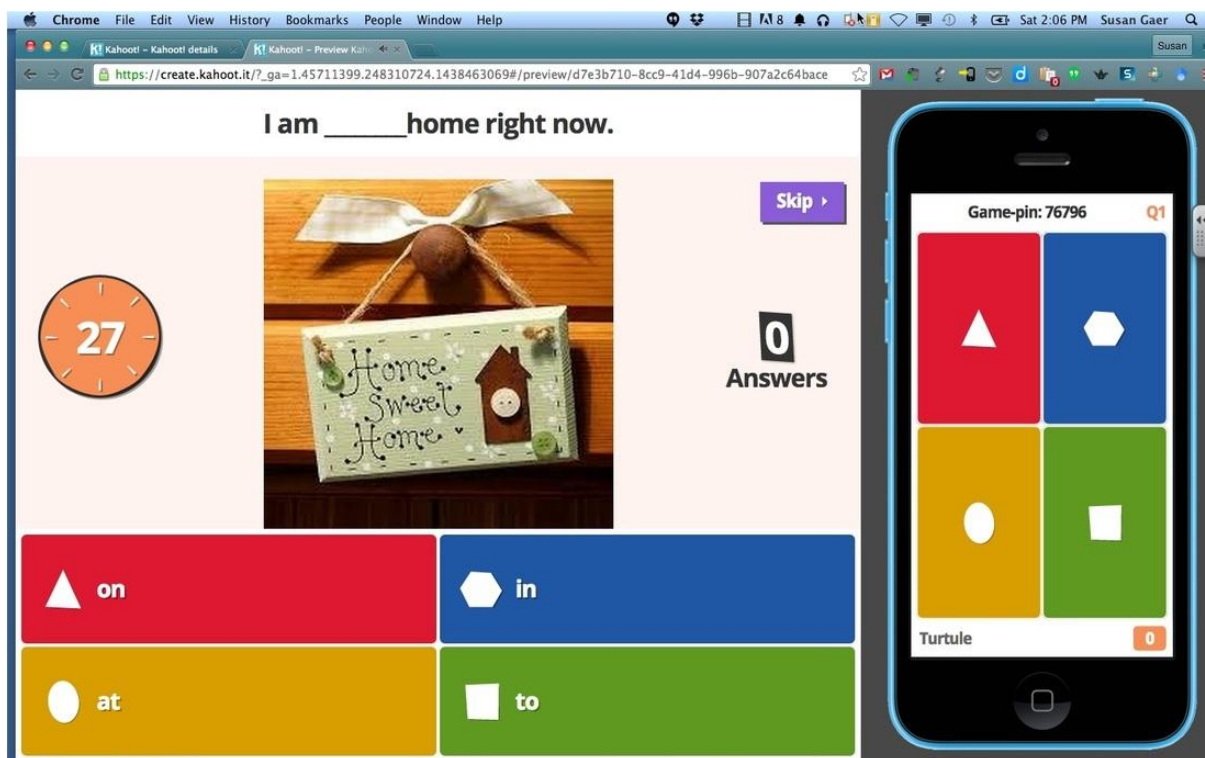 Chrome File Edit View History Bookmarks People Window Help
8
Sat 2:06 PM Susan Gaer
K! Kahoot! – Kahoot! details
K! Kahoot! – Preview Kaho
Susan
https://create.kahoot.it/?_ga=1.45711399.248310724.1438463069#/preview/d7e3b710-8cc9-41d4-996b-907a2c64bace
I am _______home right now.
Skip
27
Home
Sweet
Home
0
Answers
on
in
at
to
Game-pin: 76796 Q1
Turtule 0